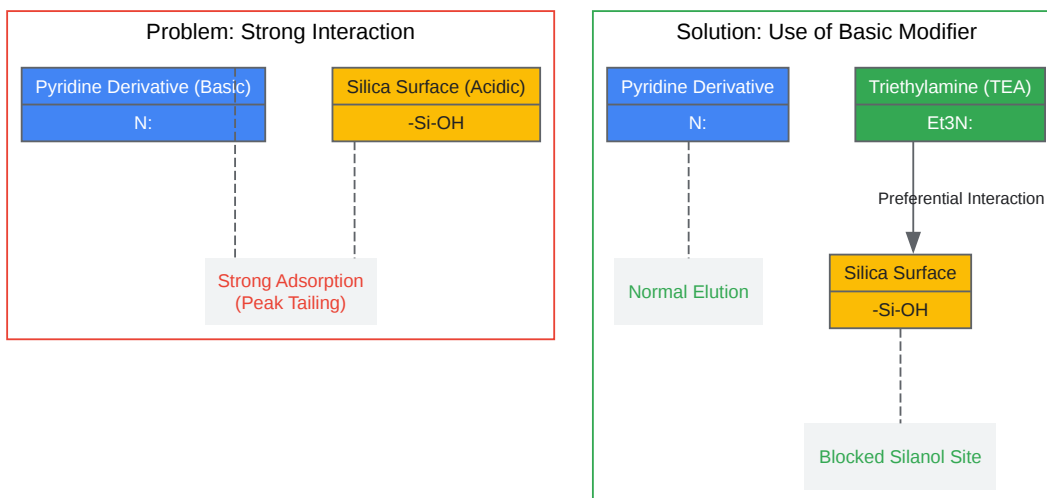 Problem: Strong Interaction
Pyridine Derivative (Basic)
N:
Silica Surface (Acidic)
-Si-OH
Strong Adsorption
(Peak Tailing)
Solution: Use of Basic Modifier
Pyridine Derivative
N:
Triethylamine (TEA)
Et3N:
Preferential Interaction
Normal Elution
Silica Surface
-Si-OH
Blocked Silanol Site